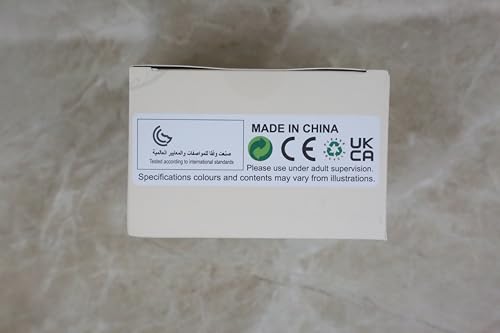 صنعت وفقا للمواصفات والمعايير العالمية
Tested according to international standards
MADE IN CHINA
CE
UK
CA
Please use under adult supervision.
Specifications colours and contents may vary from illustrations.